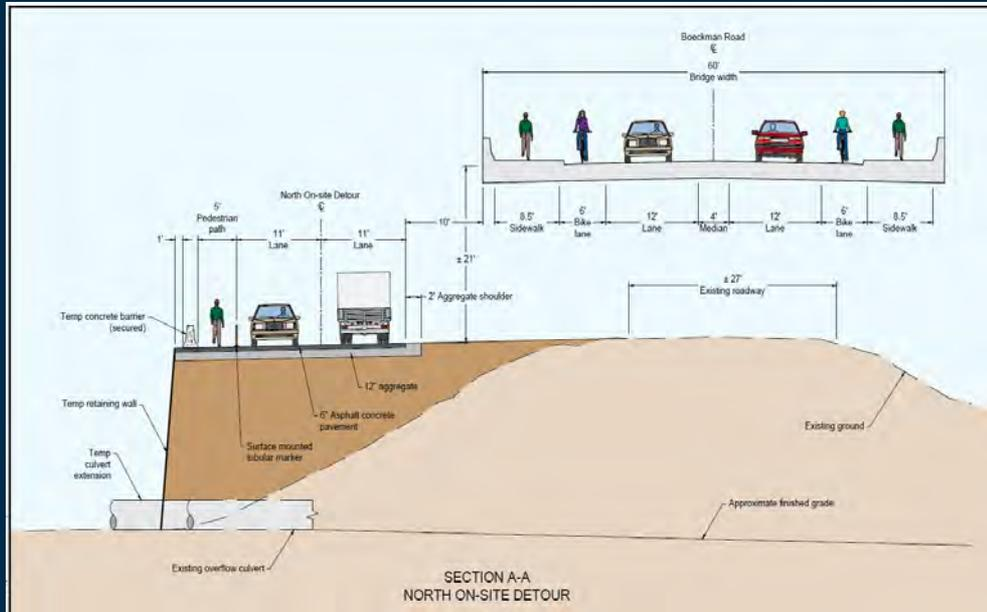 Boeckman Road
℄
60'
Bridge width
8.5'
Sidewalk
6'
Bike
lane
12'
Lane
4'
Median
12'
Lane
6'
Bike
lane
8.5'
Sidewalk
North On-site Detour
℄
5'
Pedestrian
path
1'
11'
Lane
11'
Lane
10'
± 21'
± 27'
Existing roadway
2' Aggregate shoulder
Temp concrete barrier
(secured)
12" aggregate
Temp retaining wall
6" Asphalt concrete
pavement
Surface mounted
tubular marker
Existing ground
Temp
culvert
extension
Approximate finished grade
Existing overflow culvert
SECTION A-A
NORTH ON-SITE DETOUR